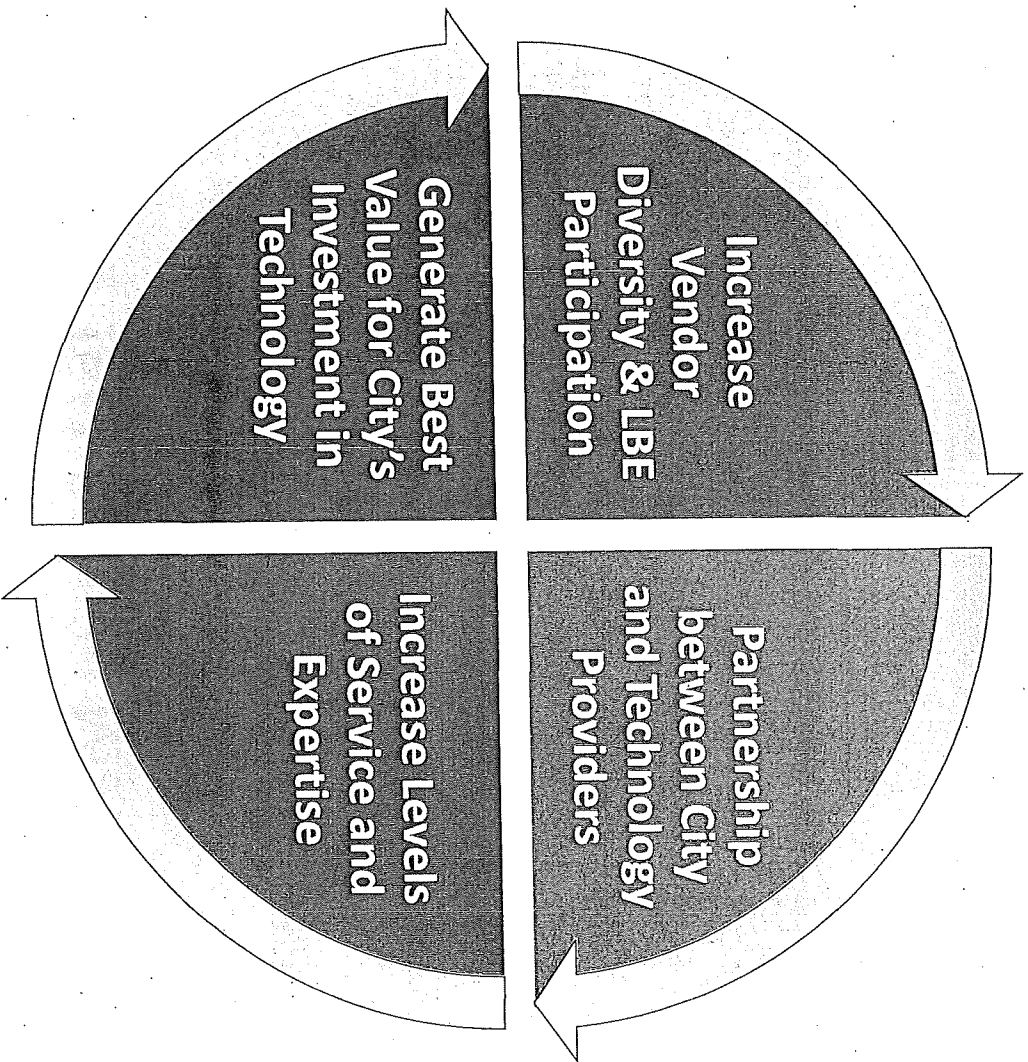 Increase
Vendor
Diversity & LBE
Participation
Partnership
between City
and Technology
Providers
Increase Levels
of Service and
Expertise
Generate Best
Value for City's
Investment in
Technology